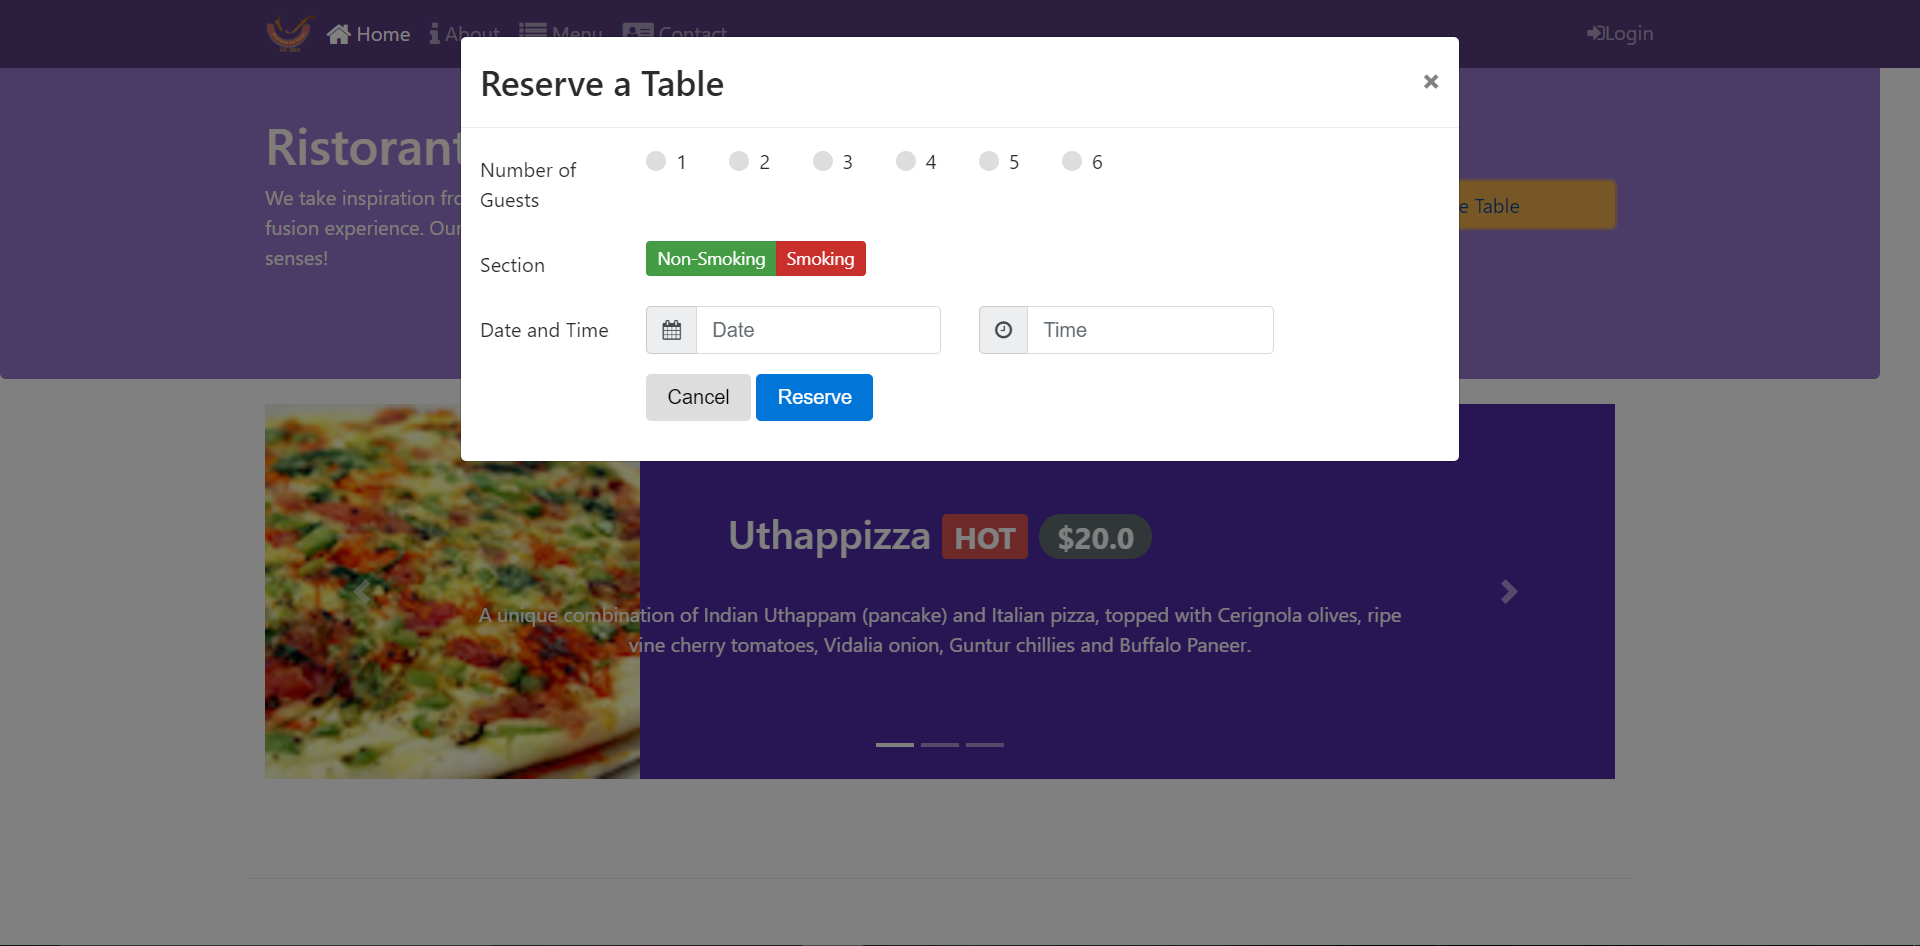 Home About Menu Contact Login
Reserve a Table ×
Ristorant
We take inspiration fro
fusion experience. Our
senses!
e Table
Number of
Guests
1 2 3 4 5 6
Section Non-Smoking Smoking
Date and Time Date Time
Cancel Reserve
Uthappizza HOT $20.0
A unique combination of Indian Uthappam (pancake) and Italian pizza, topped with Cerignola olives, ripe
vine cherry tomatoes, Vidalia onion, Guntur chillies and Buffalo Paneer.